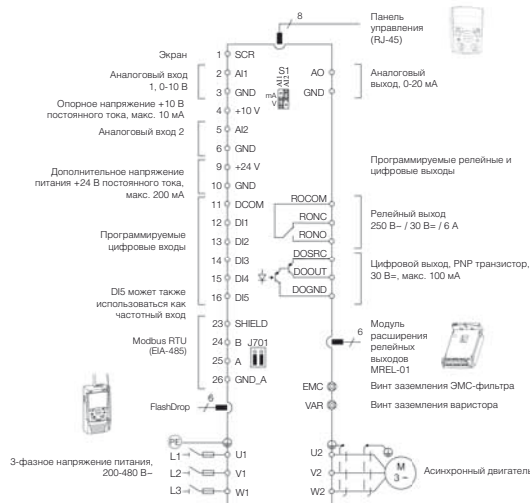 8
Панель
управления
(RJ-45)
Экран
1 SCR
Аналоговый вход
1, 0-10 В
2 AI1
3 GND
S1
AI1
AI2
mA
V
AO
GND
Аналоговый
выход, 0-20 мА
Опорное напряжение +10 В
постоянного тока, макс. 10 мА
4 +10 V
Аналоговый вход 2
5 AI2
6 GND
Дополнительное напряжение
питания +24 В постоянного тока,
макс. 200 мА
9 +24 V
10 GND
Программируемые релейные и
цифровые выходы
Программируемые
цифровые входы
11 DCOM
12 DI1
13 DI2
14 DI3
15 DI4
16 DI5
DI5 может также
использоваться как
частотный вход
ROCOM
RONC
RONO
Релейный выход
250 В~ / 30 В= / 6 А
DOSRC
DOOUT
DOGND
Цифровой выход, PNP транзистор,
30 В=, макс. 100 мА
Modbus RTU
(EIA-485)
23 SHIELD
24 B J701
25 A
26 GND_A
6
Модуль
расширения
релейных
выходов
MREL-01
EMC Винт заземления ЭМС-фильтра
VAR Винт заземления варистора
FlashDrop
6
PE
3-фазное напряжение питания,
200-480 В~
L1 U1
L2 V1
L3 W1
U2
V2
W2
M
3 ~
Асинхронный двигатель